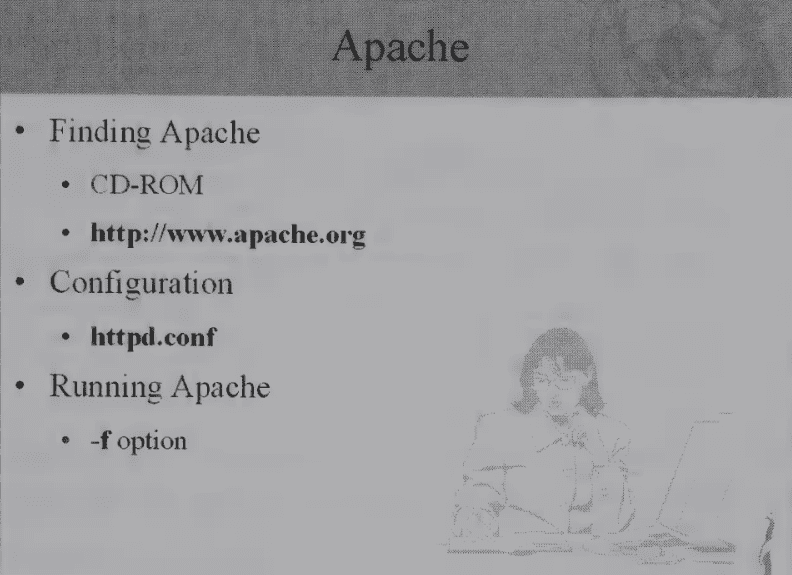 Apache
• Finding Apache
• CD-ROM
• http://www.apache.org
• Configuration
• httpd.conf
• Running Apache
• -f option